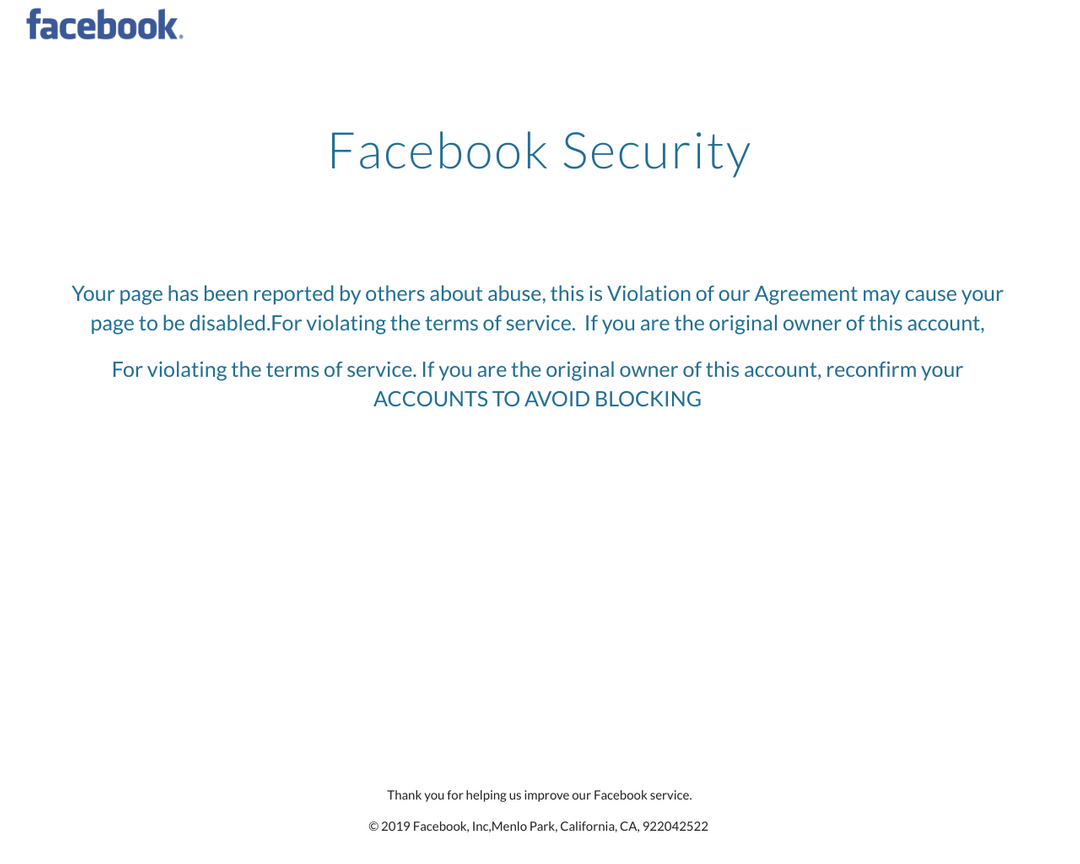 facebook.
Facebook Security
Your page has been reported by others about abuse, this is Violation of our Agreement may cause your
page to be disabled.For violating the terms of service.  If you are the original owner of this account,
For violating the terms of service. If you are the original owner of this account, reconfirm your
ACCOUNTS TO AVOID BLOCKING
Thank you for helping us improve our Facebook service.
© 2019 Facebook, Inc,Menlo Park, California, CA, 922042522